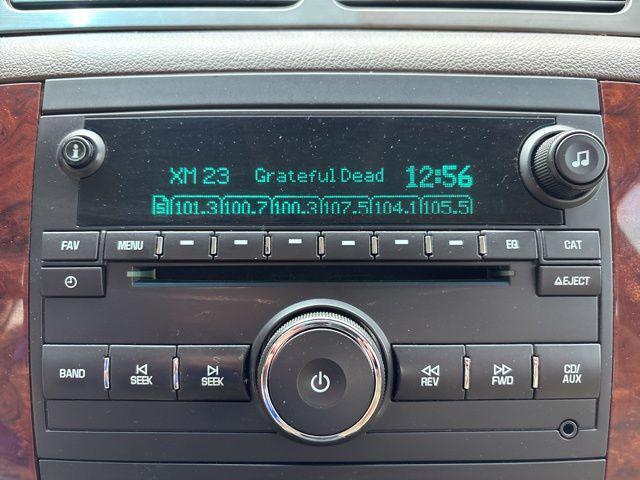 XM 23 Grateful Dead 12:56
5 101.3 100.7 100.3 107.5 104.1 105.5
FAV MENU EQ CAT
EJECT
BAND SEEK SEEK REV FWD CD/AUX